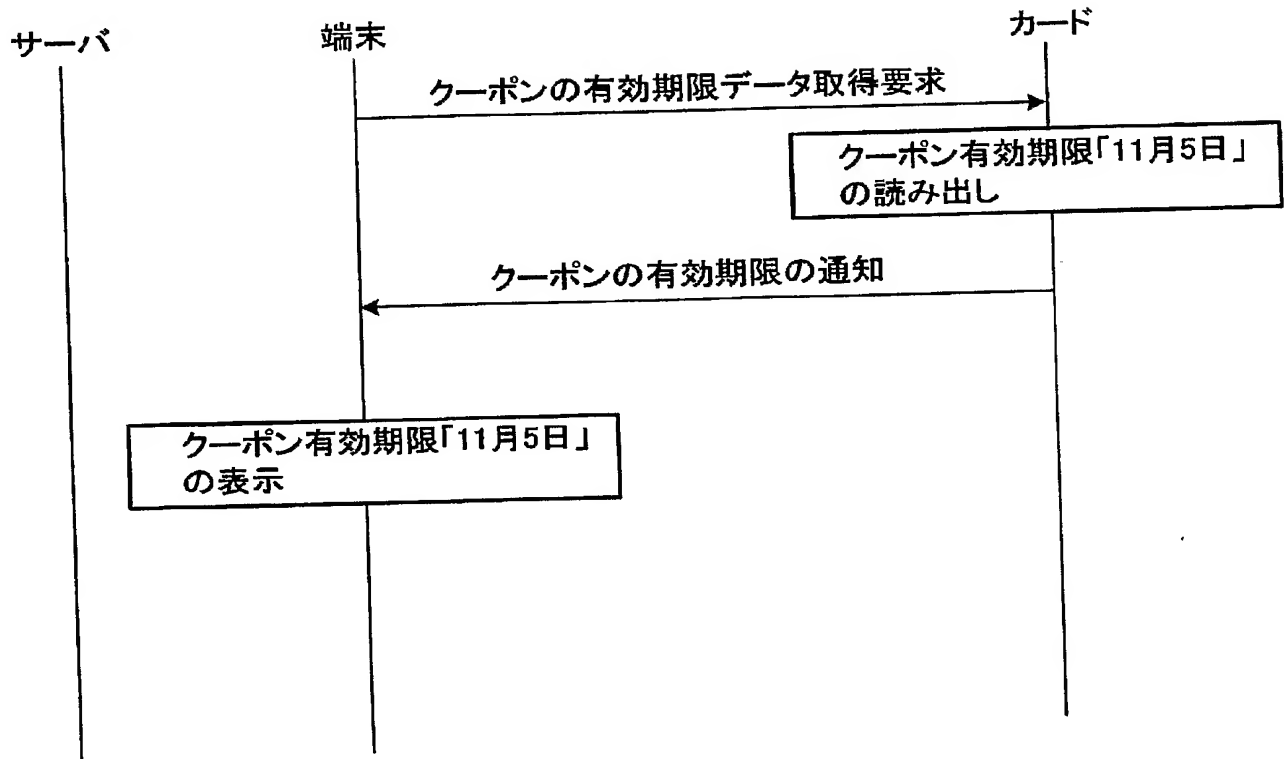 サーバ
端末
カード
クーポンの有効期限データ取得要求
クーポン有効期限「11月5日」
の読み出し
クーポンの有効期限の通知
クーポン有効期限「11月5日」
の表示